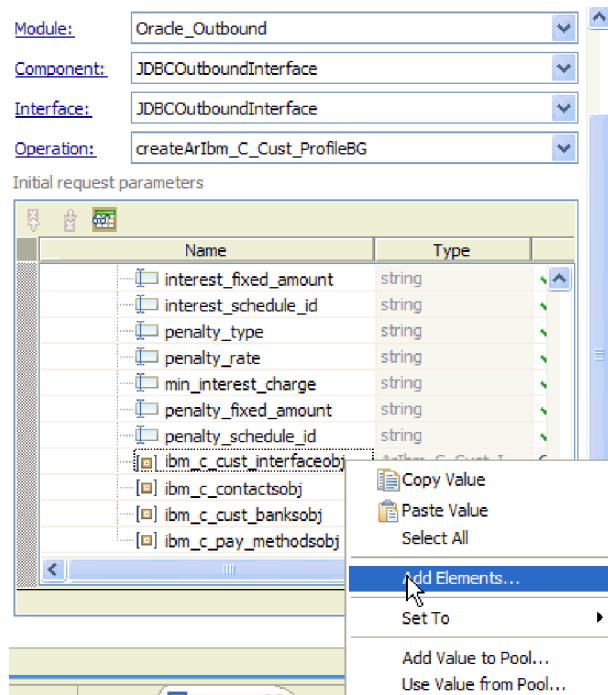 Module: Oracle_Outbound
Component: JDBCOutboundInterface
Interface: JDBCOutboundInterface
Operation: createArIbm_C_Cust_ProfileBG
Initial request parameters
Name Type
interest_fixed_amount string
interest_schedule_id string
penalty_type string
penalty_rate string
min_interest_charge string
penalty_fixed_amount string
penalty_schedule_id string
ibm_c_cust_interfaceobj
ibm_c_contactsobj
ibm_c_cust_banksobj
ibm_c_pay_methodsobj
Copy Value
Paste Value
Select All
Add Elements...
Set To
Add Value to Pool...
Use Value from Pool...